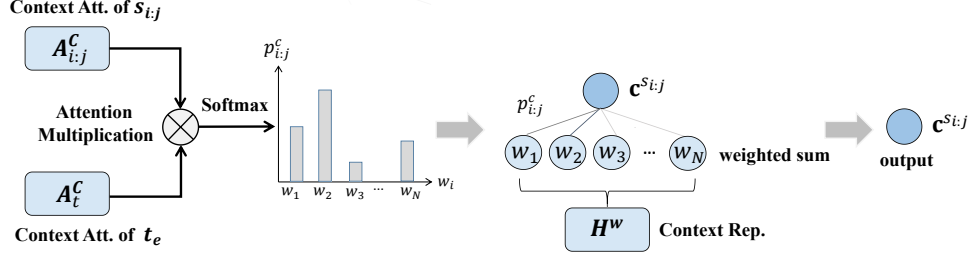 Context Att. of s_{i:j}
A^C_{i:j}
Attention
Multiplication
Softmax
A^C_t
Context Att. of t_e
p^c_{i:j}
w_1 w_2 w_3 ... w_N w_i
c^{s_{i:j}}
p^c_{i:j}
w_1 w_2 w_3 ... w_N weighted sum
H^w Context Rep.
c^{s_{i:j}}
output